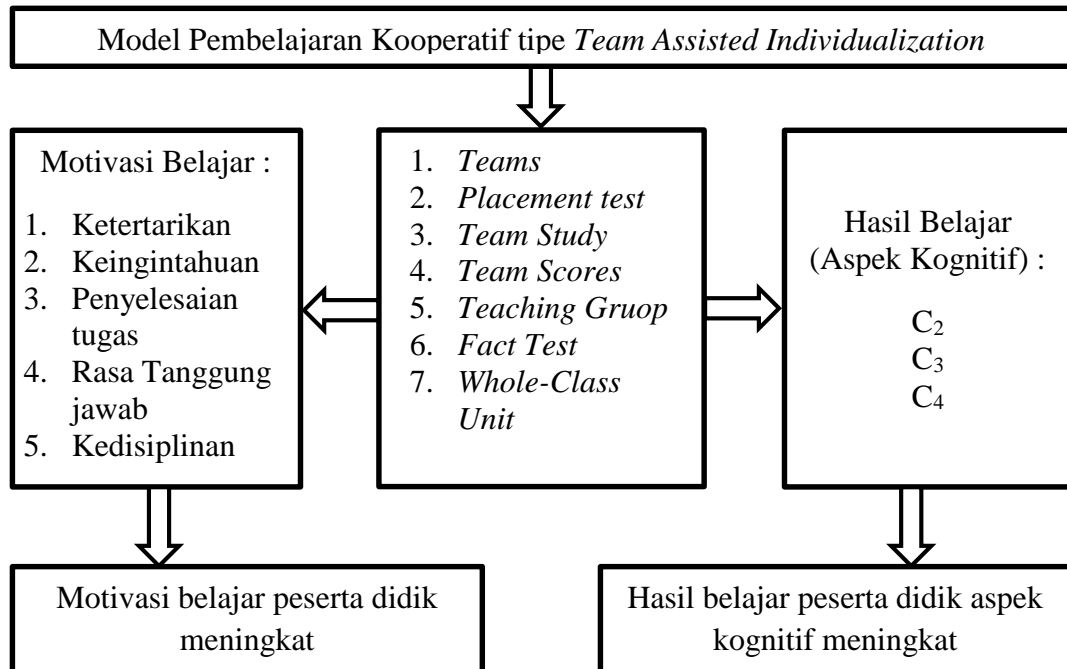 Model Pembelajaran Kooperatif tipe Team Assisted Individualization
Motivasi Belajar :
1. Ketertarikan
2. Keingintahuan
3. Penyelesaian
tugas
4. Rasa Tanggung
jawab
5. Kedisiplinan
1. Teams
2. Placement test
3. Team Study
4. Team Scores
5. Teaching Gruop
6. Fact Test
7. Whole-Class
Unit
Hasil Belajar
(Aspek Kognitif) :
C2
C3
C4
Motivasi belajar peserta didik
meningkat
Hasil belajar peserta didik aspek
kognitif meningkat